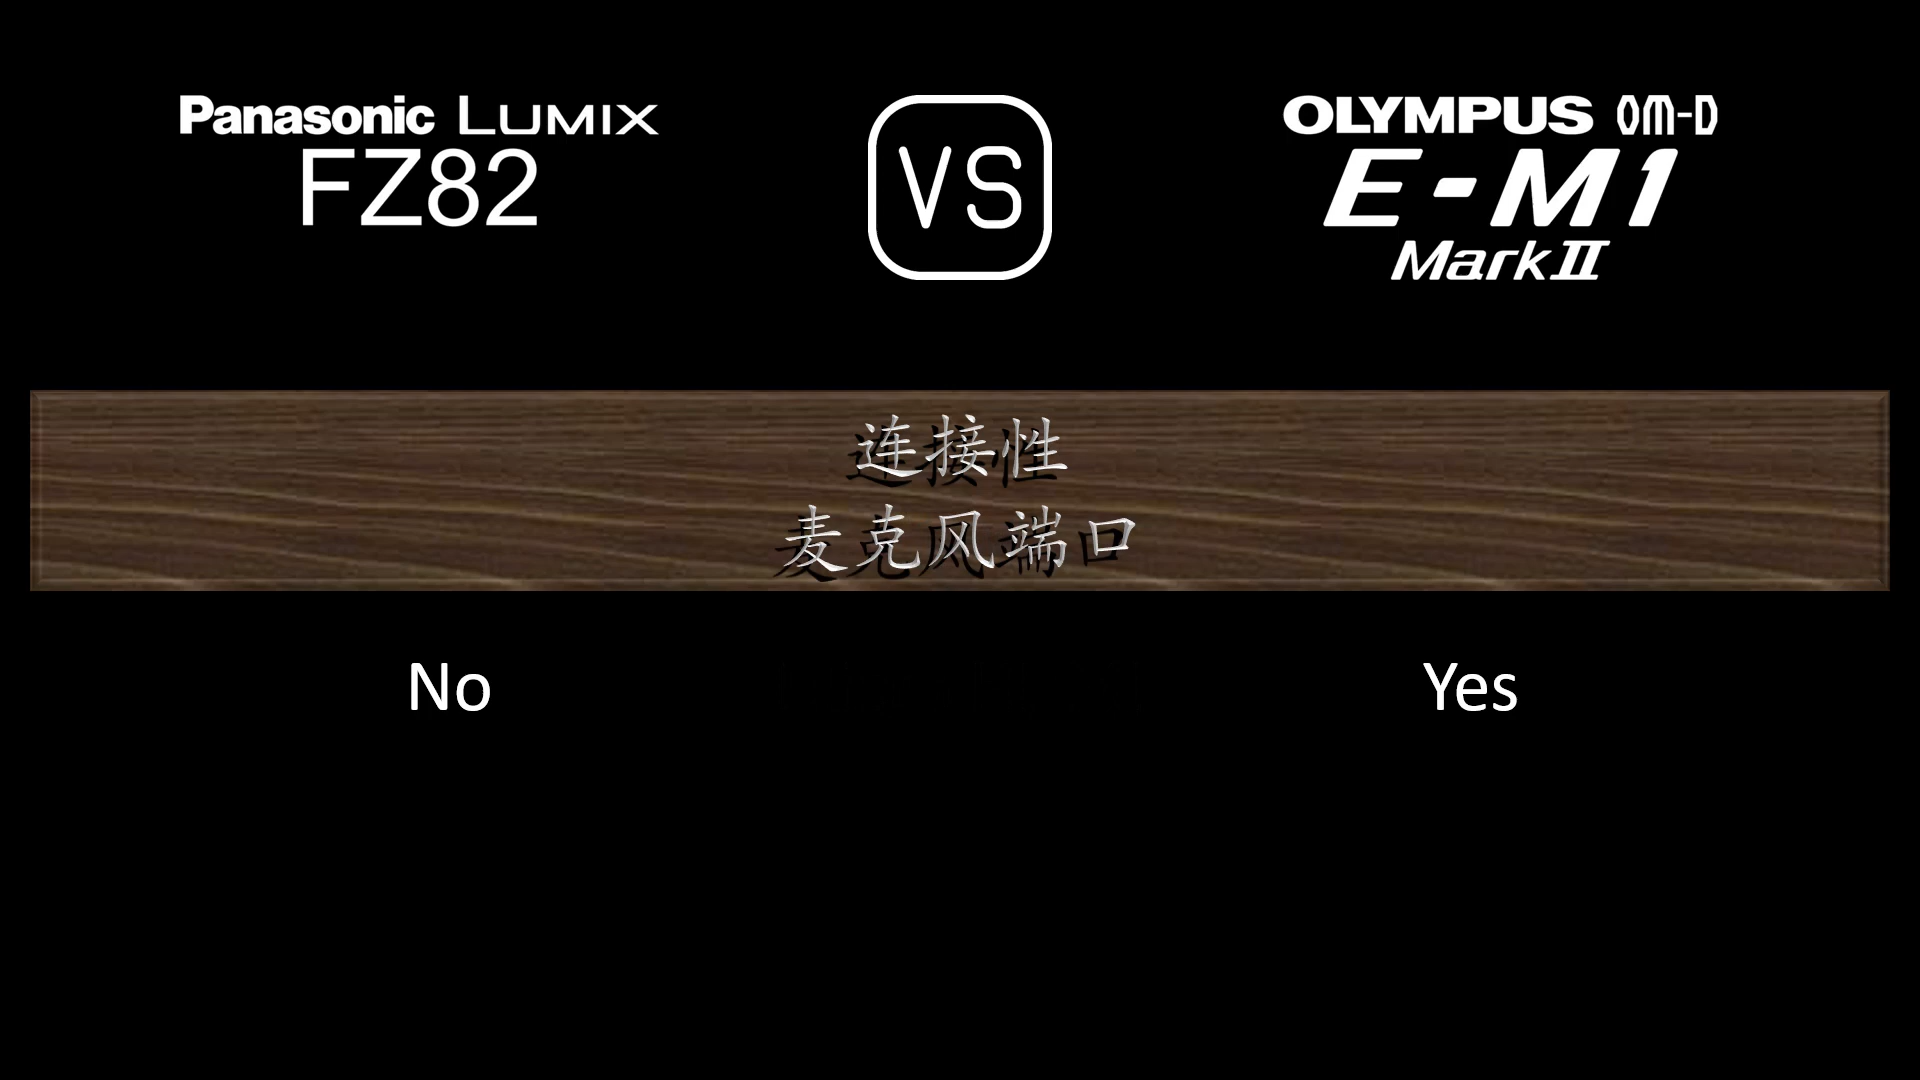 Panasonic LUMIX
FZ82
VS
OLYMPUS OM-D
E-M1
Mark II
连接性
麦克风端口
No
Yes